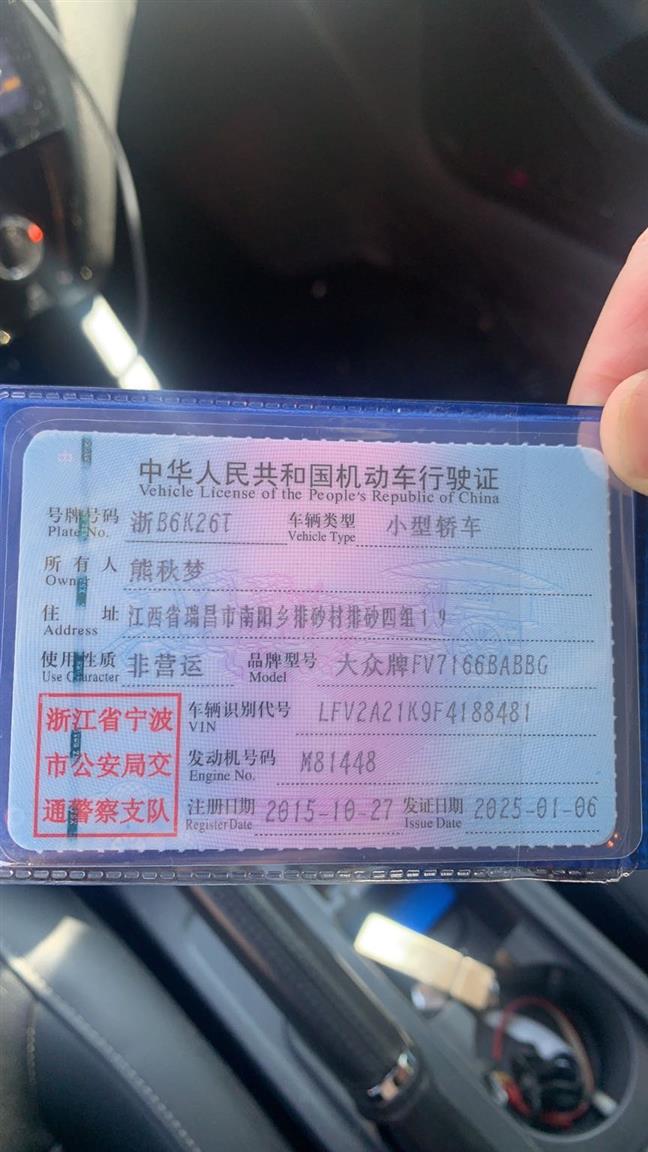 中华人民共和国机动车行驶证
Vehicle License of the People's Republic of China
号牌号码 浙B6K26T 车辆类型 小型轿车
Plate No. Vehicle Type
所有人 熊秋梦
Owner
住址 江西省瑞昌市南阳乡排砂村排砂四组19
Address
使用性质 非营运 品牌型号 大众牌FV7166BABBG
Use Character Model
浙江省宁波
市公安局交
通警察支队
车辆识别代号 LFV2A21K9F4188481
VIN
发动机号码 M81448
Engine No.
注册日期 2015-10-27 发证日期 2025-01-06
Register Date Issue Date